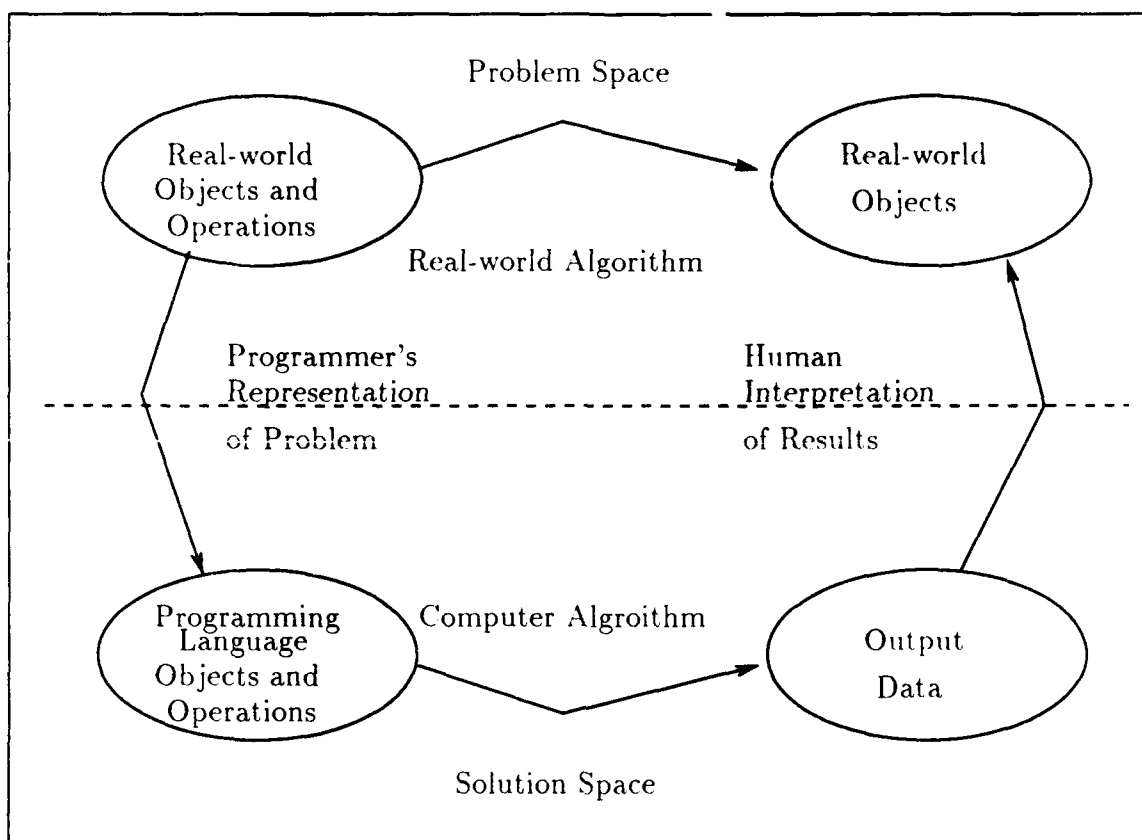 Problem Space
Real-world
Objects and
Operations
Real-world
Objects
Real-world Algorithm
Programmer's
Representation
of Problem
Human
Interpretation
of Results
Programming
Language
Objects and
Operations
Computer Algroithm
Output
Data
Solution Space